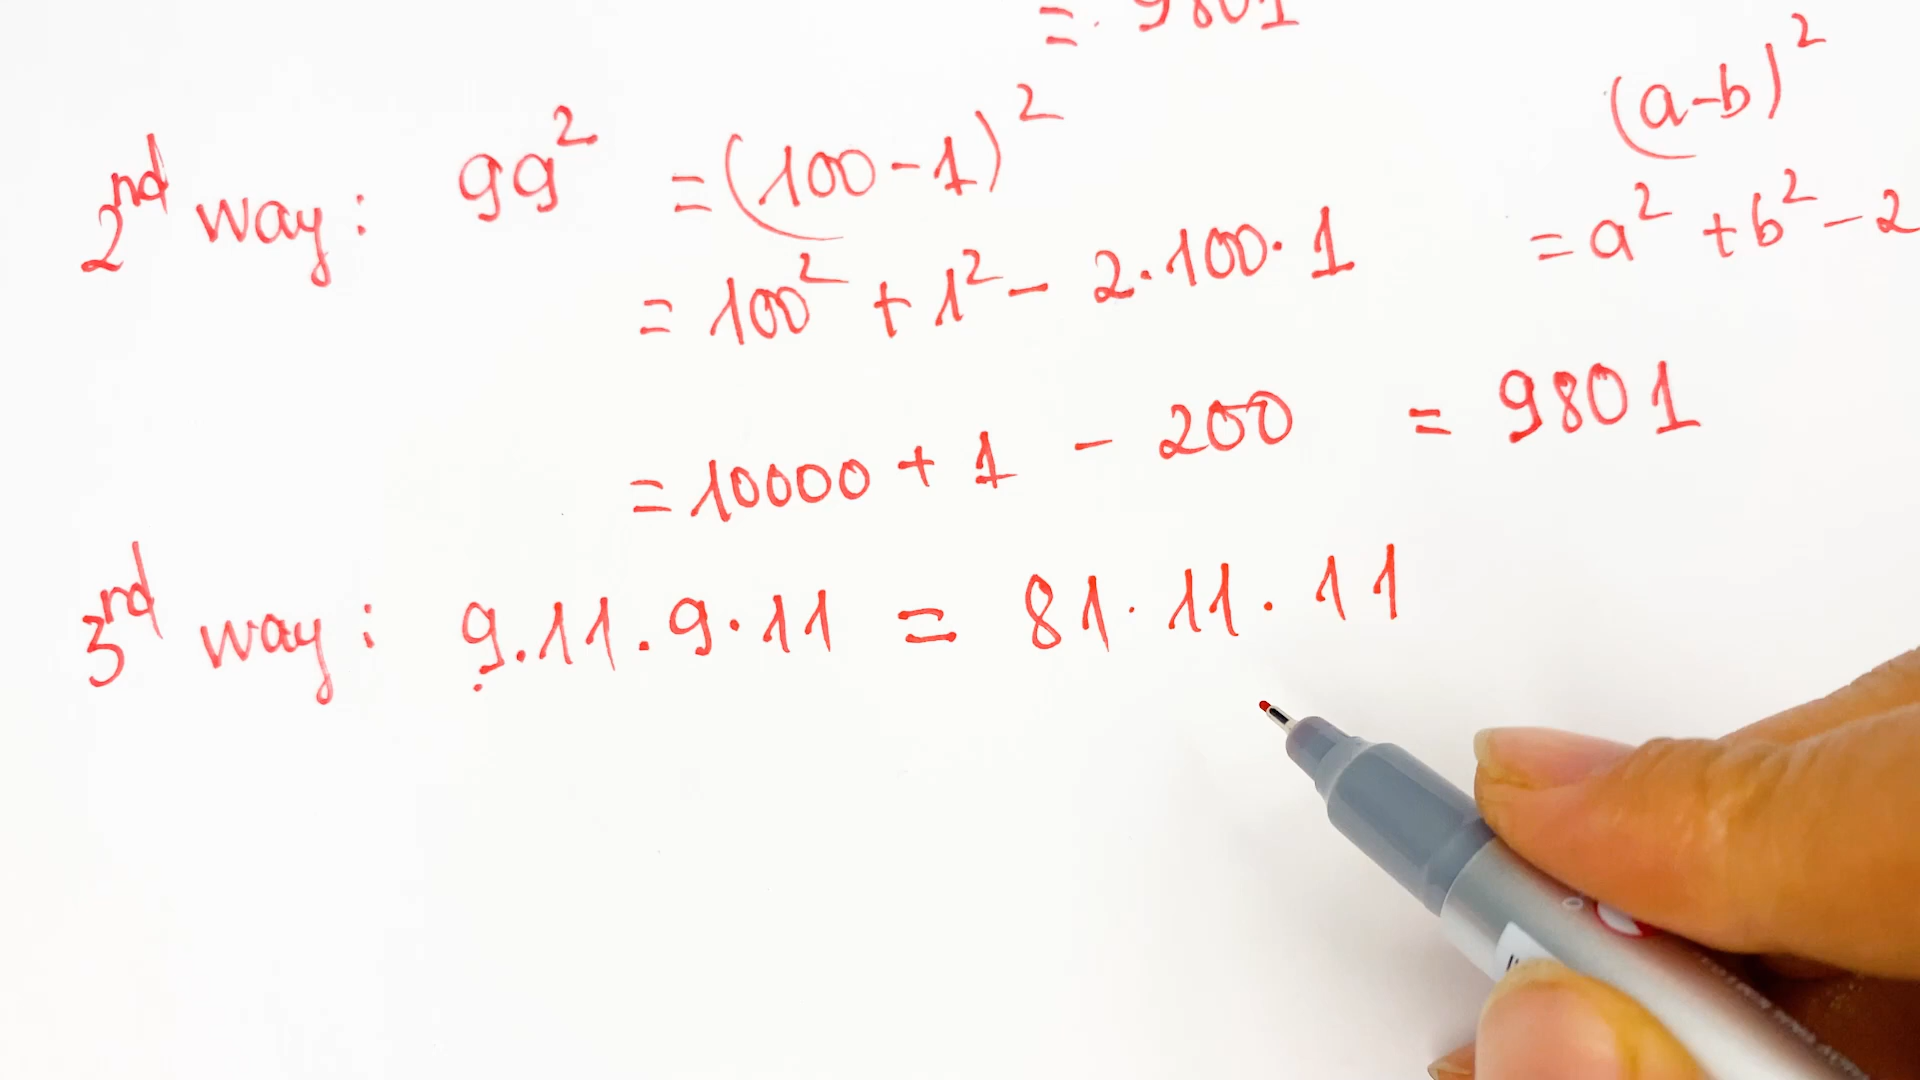 = 9801
(a-b)²
2nd way: 99² = (100-1)²
= a² + b² - 2
= 100² + 1² - 2.100.1
= 10000 + 1 - 200 = 9801
3nd way: 9.11.9.11 = 81.11.11